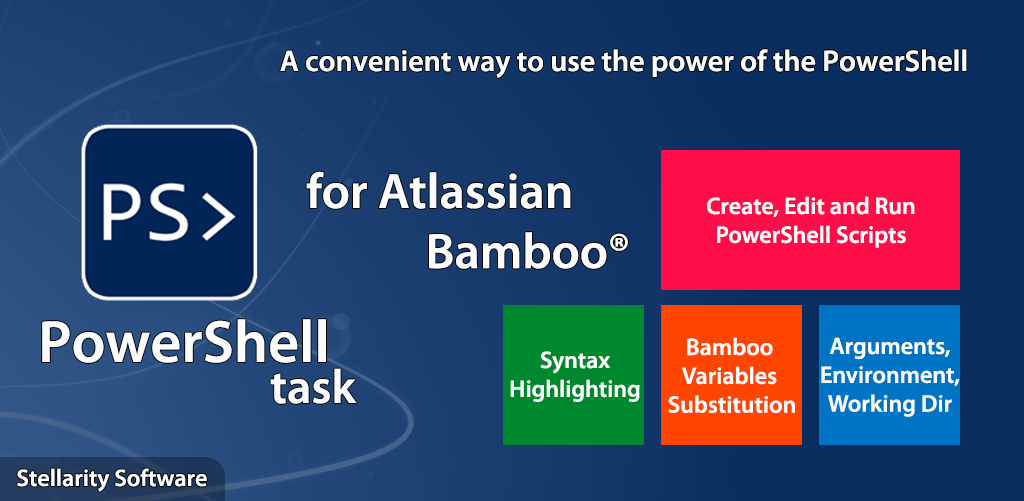 A convenient way to use the power of the PowerShell
PS>
for Atlassian
Bamboo®
PowerShell
task
Create, Edit and Run
PowerShell Scripts
Syntax
Highlighting
Bamboo
Variables
Substitution
Arguments,
Environment,
Working Dir
Stellarity Software